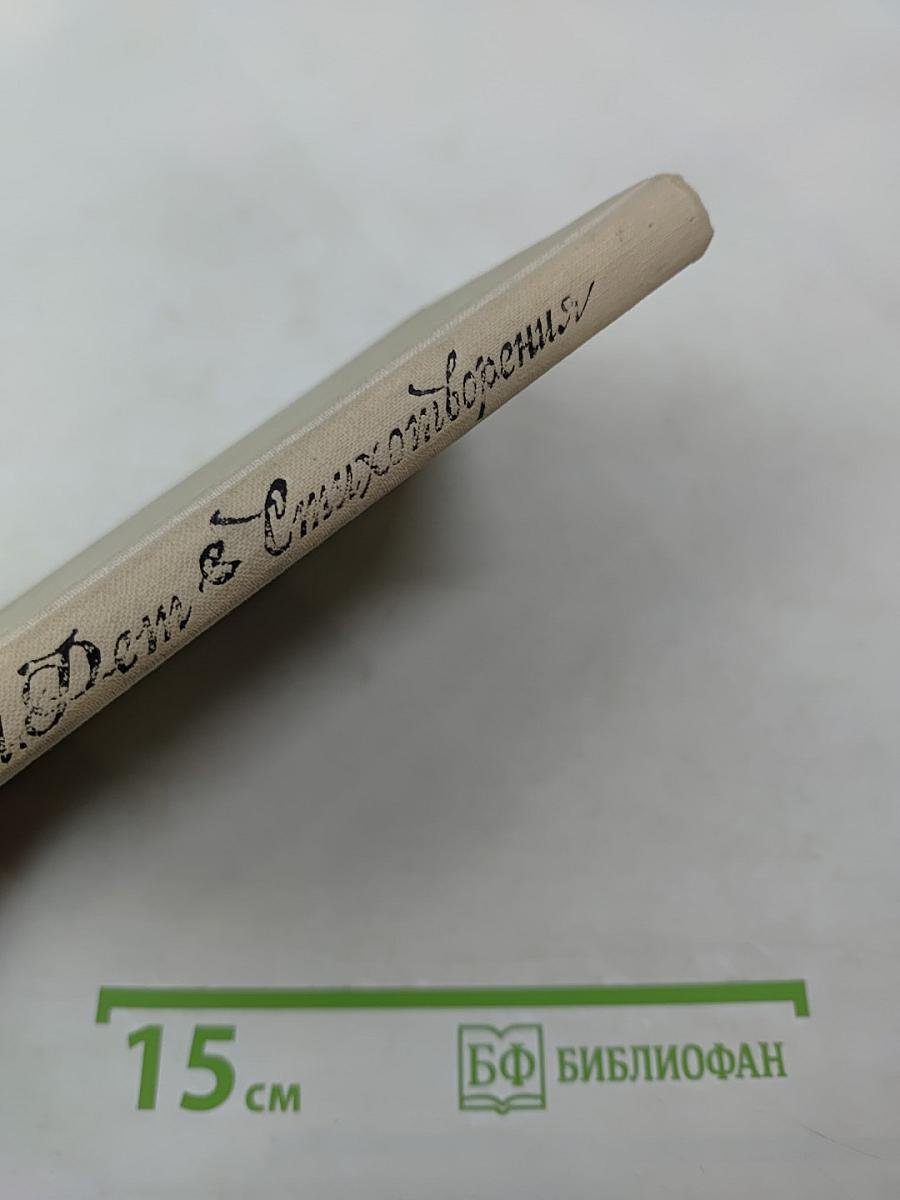 А. Фет Стихотворения
15 см
БФ БИБЛИОФАН